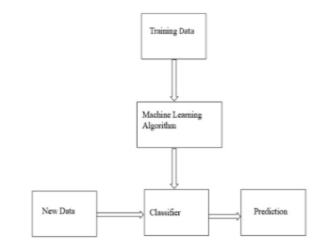 Training Data
Machine Learning
Algorithm
New Data
Classifier
Prediction